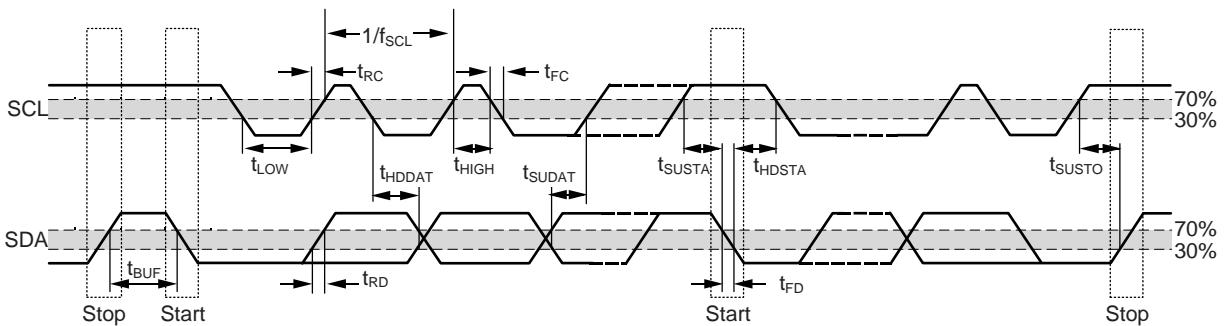 1/fSCL
tRC
tFC
SCL
70%
30%
tLOW
tHDDAT
tHIGH
tSUDAT
tSUSTA
tHDSTA
tSUSTO
SDA
70%
30%
tBUF
tRD
tFD
Stop
Start
Start
Stop